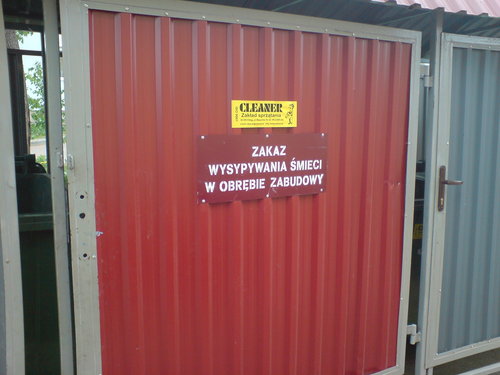 CLEANER
Zakład sprzątania
ZAKAZ
WYSYPYWANIA ŚMIECI
W OBRĘBIE ZABUDOWY